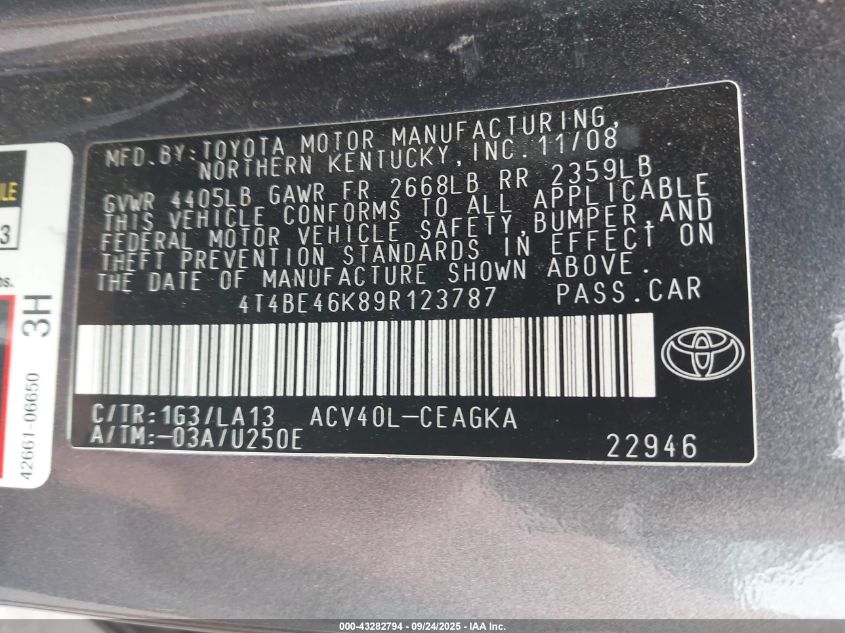 MFD.BY:TOYOTA MOTOR MANUFACTURING,
NORTHERN KENTUCKY,INC.11/08
GVWR 4405LB GAWR FR 2668LB RR 2359LB
THIS VEHICLE CONFORMS TO ALL APPLICABLE
FEDERAL MOTOR VEHICLE SAFETY,BUMPER,AND
THEFT PREVENTION STANDARDS IN EFFECT ON
THE DATE OF MANUFACTURE SHOWN ABOVE.
4T4BE46K89R123787 PASS.CAR
C/TR:1G3/LA13 ACV40L-CEAGKA
A/TM:-03A/U250E 22946
3
3H
42661-06650
000-43282794 - 09/24/2025 - IAA Inc.